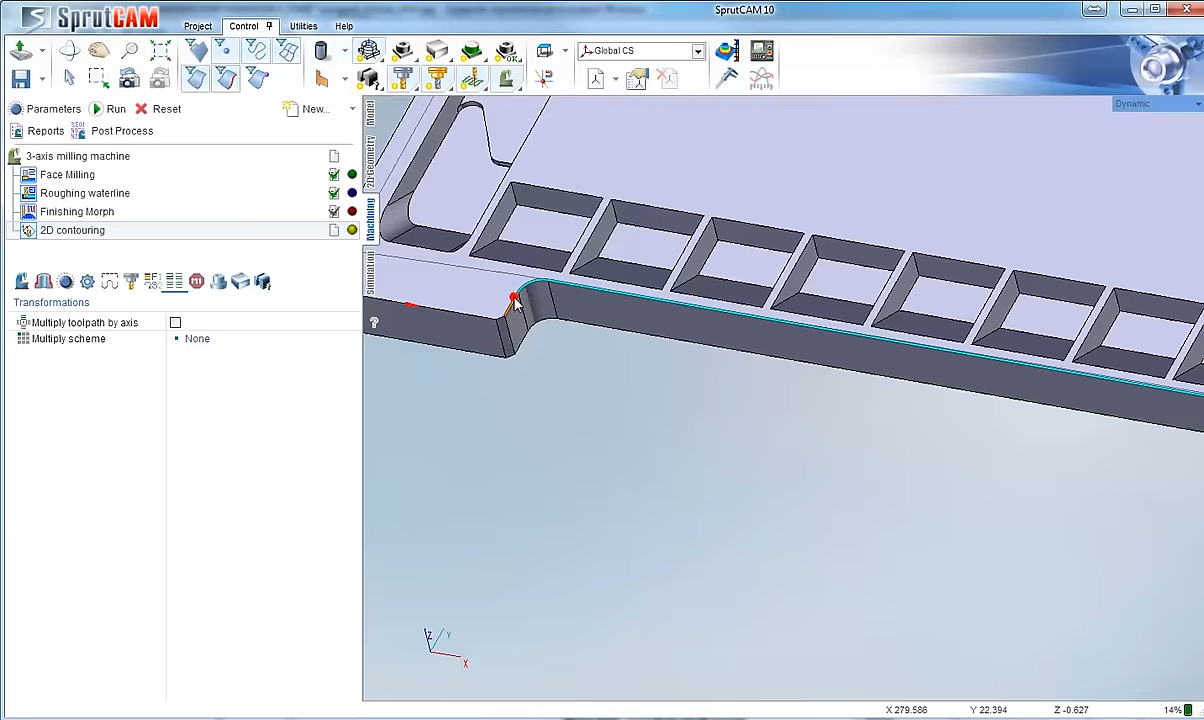 SprutCAM 10
SprutCAM
Project Control Utilities Help
Global CS
Parameters Run Reset New...
Reports Post Process
3-axis milling machine
Face Milling
Roughing waterline
Finishing Morph
2D contouring
Transformations
Multiply toolpath by axis
Multiply scheme None
Model
2D Geometry
Machining
Simulation
?
Dynamic
Z Y
X
X 279.586 Y 22.394 Z -0.627 14%